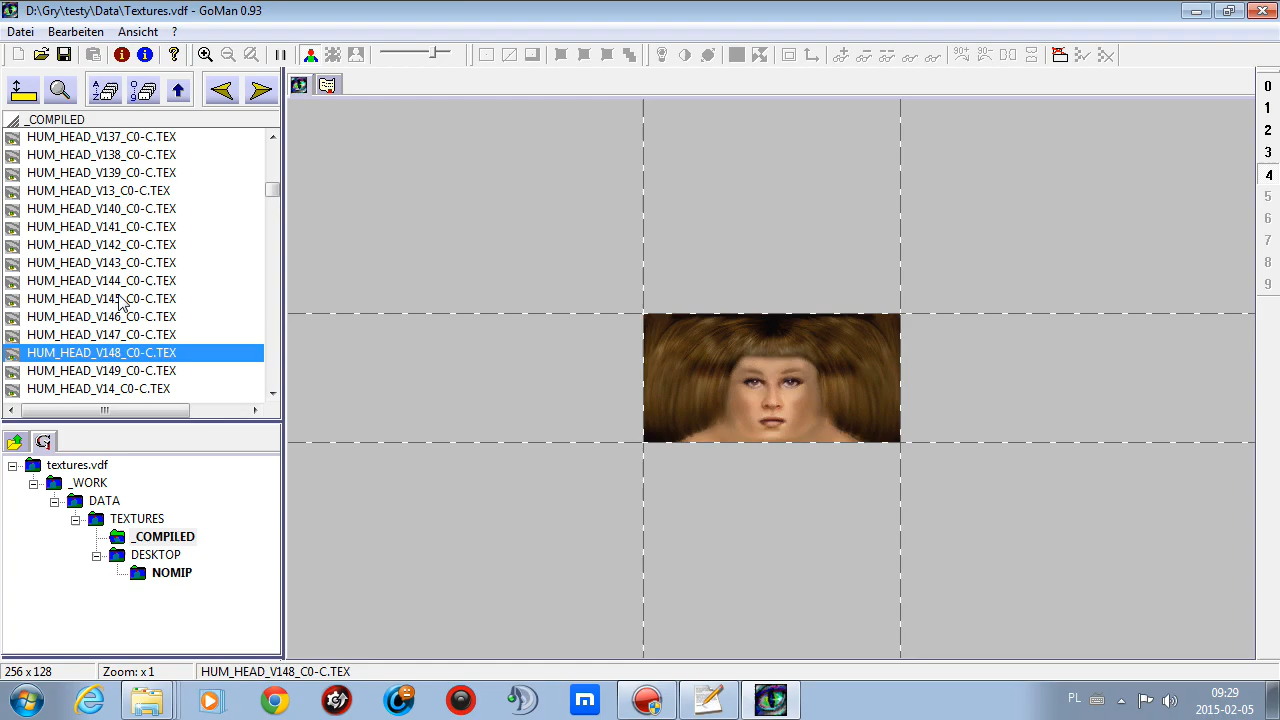 D:\Gry\testy\Data\Textures.vdf - GoMan 0.93
Datei Bearbeiten Ansicht ?
_COMPILED
HUM_HEAD_V137_C0-C.TEX
HUM_HEAD_V138_C0-C.TEX
HUM_HEAD_V139_C0-C.TEX
HUM_HEAD_V13_C0-C.TEX
HUM_HEAD_V140_C0-C.TEX
HUM_HEAD_V141_C0-C.TEX
HUM_HEAD_V142_C0-C.TEX
HUM_HEAD_V143_C0-C.TEX
HUM_HEAD_V144_C0-C.TEX
HUM_HEAD_V145_C0-C.TEX
HUM_HEAD_V146_C0-C.TEX
HUM_HEAD_V147_C0-C.TEX
HUM_HEAD_V148_C0-C.TEX
HUM_HEAD_V149_C0-C.TEX
HUM_HEAD_V14_C0-C.TEX
textures.vdf
_WORK
DATA
TEXTURES
_COMPILED
DESKTOP
NOMIP
0
1
2
3
4
5
6
7
8
9
256 x 128
Zoom: x 1
HUM_HEAD_V148_C0-C.TEX
PL
09:29
2015-02-05